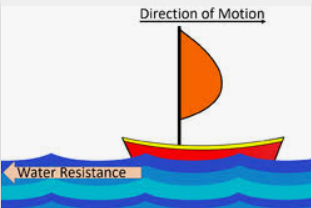 Direction of Motion
Water Resistance